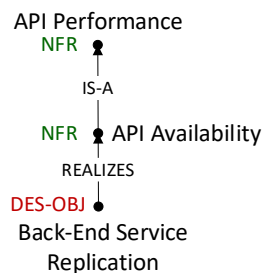 API Performance
NFR
IS-A
NFR API Availability
REALIZES
DES-OBJ
Back-End Service
Replication